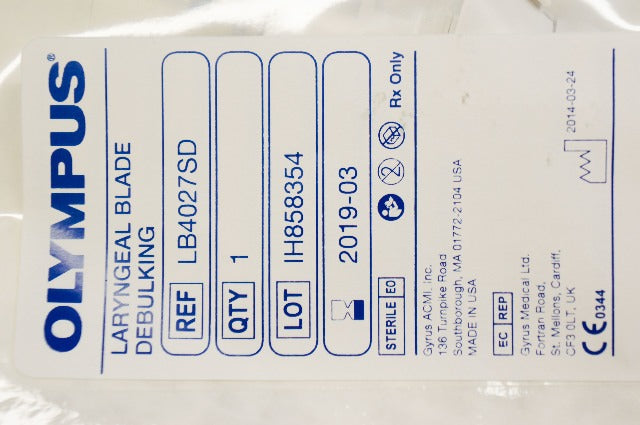 OLYMPUS®
LARYNGEAL BLADE
DEBULKING
REF LB4027SD
QTY 1
LOT IH858354
2019-03
STERILE EO 2 Rx Only
Gyrus ACMI, Inc.
136 Turnpike Road
Southborough, MA 01772-2104 USA
MADE IN USA
EC REP
Gyrus Medical Ltd.
Fortran Road,
St. Mellons, Cardiff,
CF3 0LT, UK
CE 0344
2014-03-24